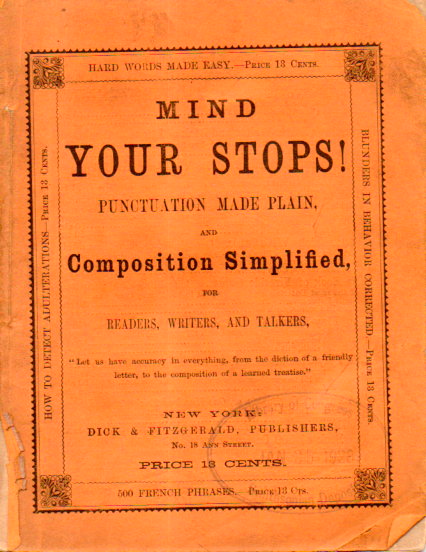 HARD WORDS MADE EASY.—PRICE 13 CENTS.
MIND
YOUR STOPS!
PUNCTUATION MADE PLAIN,
AND
Composition Simplified,
FOR
READERS, WRITERS, AND TALKERS,
"Let us have accuracy in everything, from the diction of a friendly
letter, to the composition of a learned treatise."
NEW YORK:
DICK & FITZGERALD, PUBLISHERS,
No. 18 ANN STREET.
PRICE 13 CENTS.
500 FRENCH PHRASES. PRICE 13 CTS.
HOW TO DETECT ADULTERATIONS—PRICE 13 CENTS.
BLUNDERS IN BEHAVIOR CORRECTED.—PRICE 13 CENTS.